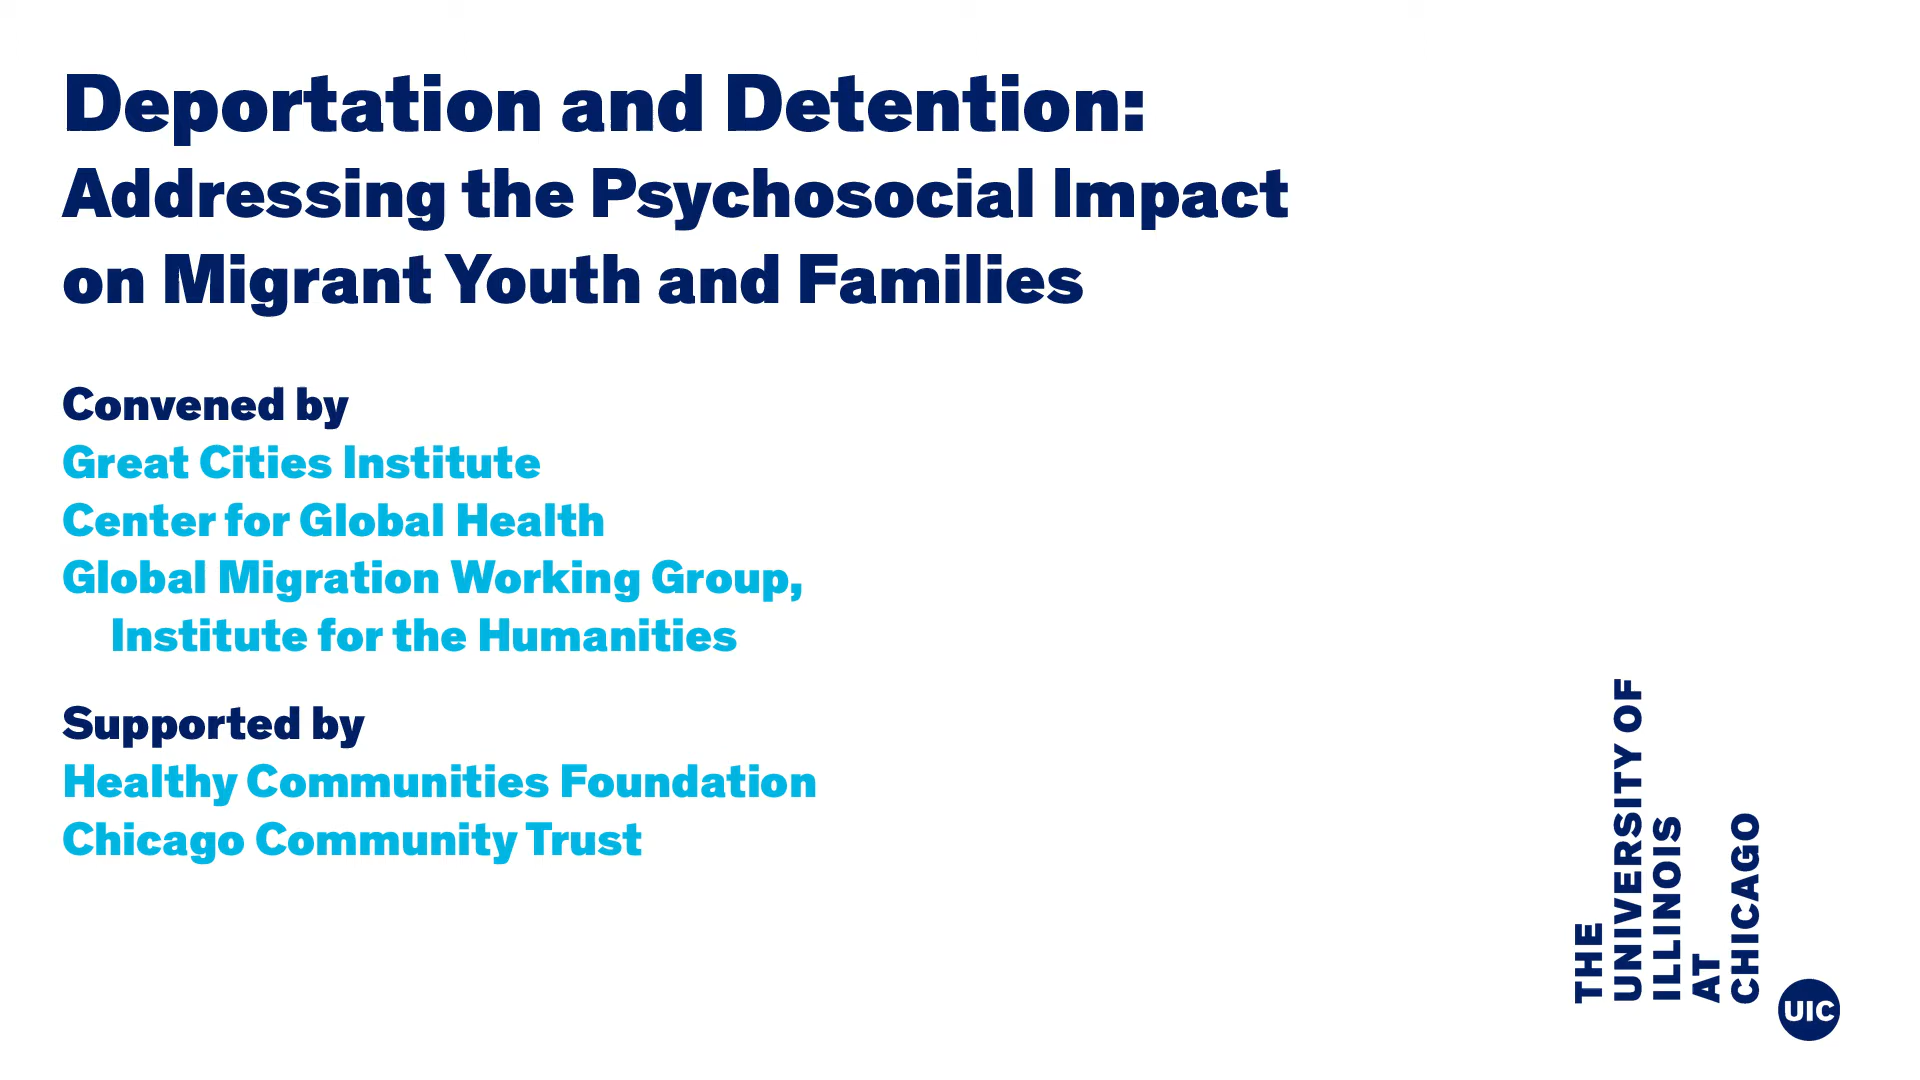 Deportation and Detention:
Addressing the Psychosocial Impact
on Migrant Youth and Families
Convened by
Great Cities Institute
Center for Global Health
Global Migration Working Group,
Institute for the Humanities
Supported by
Healthy Communities Foundation
Chicago Community Trust
THE
UNIVERSITY OF
ILLINOIS
AT
CHICAGO
UIC